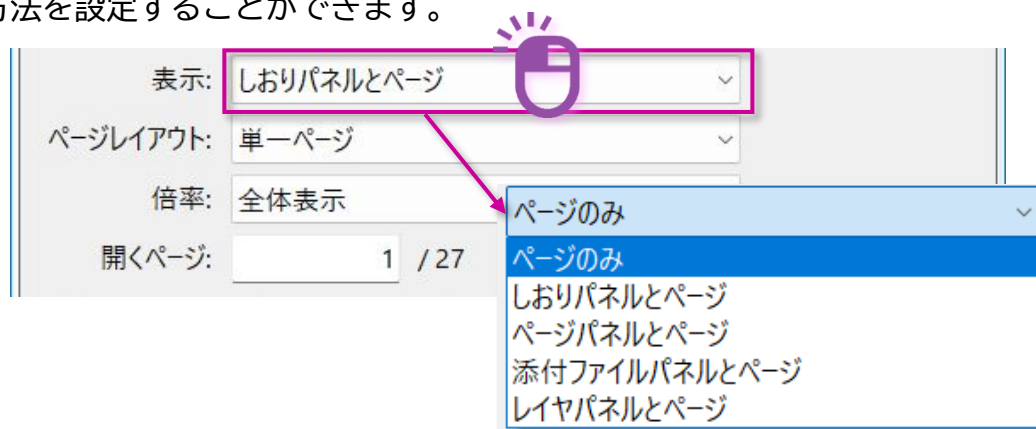 方法を設定することができます。
表示: しおりパネルとページ
ページレイアウト: 単一ページ
倍率: 全体表示
開くページ: 1 / 27
ページのみ
ページのみ
しおりパネルとページ
ページパネルとページ
添付ファイルパネルとページ
レイヤパネルとページ